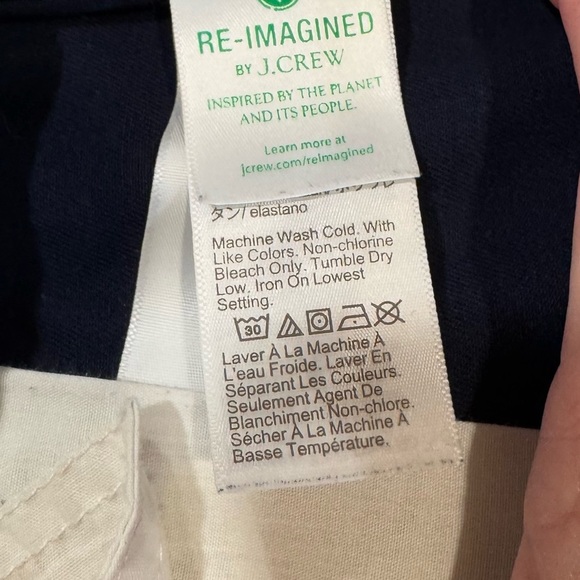 RE-IMAGINED
BY J.CREW
INSPIRED BY THE PLANET
AND ITS PEOPLE.
Learn more at
jcrew.com/reimagined
タン/ elastano
Machine Wash Cold. With
Like Colors. Non-chlorine
Bleach Only. Tumble Dry
Low. Iron On Lowest
Setting.
30
Laver À La Machine À
L'eau Froide. Laver En
Séparant Les Couleurs.
Seulement Agent De
Blanchiment Non-chlore.
Sécher À La Machine À
Basse Température.